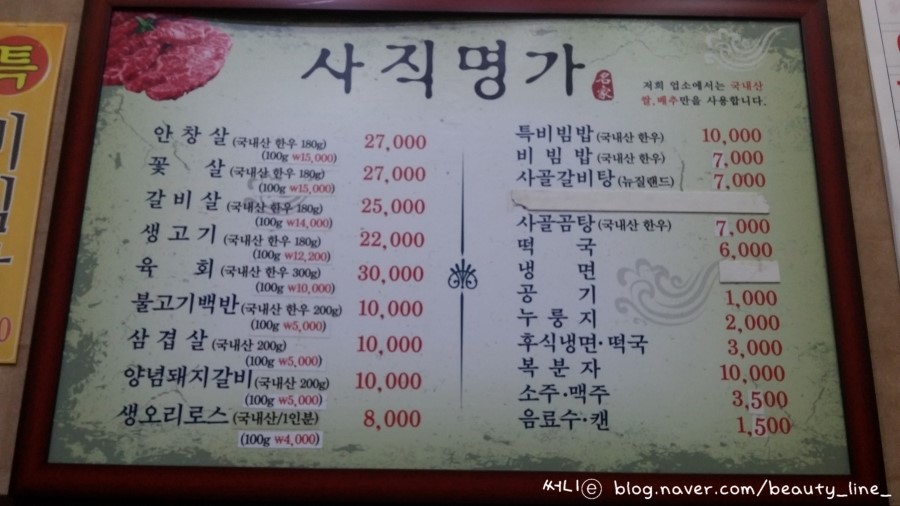 사직명가
名家
저희 업소에서는 국내산
쌀,배추만을 사용합니다.
안창살 (국내산 한우 180g) 27,000
(100g ₩15,000)
꽃살 (국내산 한우 180g) 27,000
(100g ₩15,000)
갈비살 (국내산 한우 180g) 25,000
(100g ₩14,000)
생고기 (국내산 한우 180g) 22,000
(100g ₩12,200)
육회 (국내산 한우 300g) 30,000
(100g ₩10,000)
불고기백반 (국내산 한우 200g) 10,000
(100g ₩5,000)
삼겹살 (국내산 200g) 10,000
(100g ₩5,000)
양념돼지갈비 (국내산 200g) 10,000
(100g ₩5,000)
생오리로스 (국내산/1인분) 8,000
(100g ₩4,000)
특비빔밥 (국내산 한우) 10,000
비빔밥 (국내산 한우) 7,000
사골갈비탕 (뉴질랜드) 7,000
사골곰탕 (국내산 한우) 7,000
떡국 6,000
냉면
공기 1,000
누룽지 2,000
후식냉면·떡국 3,000
복분자 10,000
소주·맥주 3,500
음료수·캔 1,500
특
써니ⓔ blog.naver.com/beauty_line_